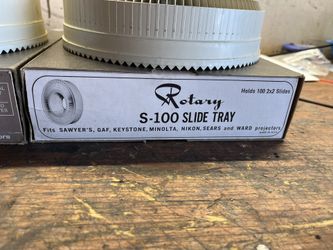 Rotary
Holds 100 2x2 Slides
S-100 SLIDE TRAY
Fits SAWYER'S, GAF, KEYSTONE, MINOLTA, NIKON, SEARS and WARD projectors